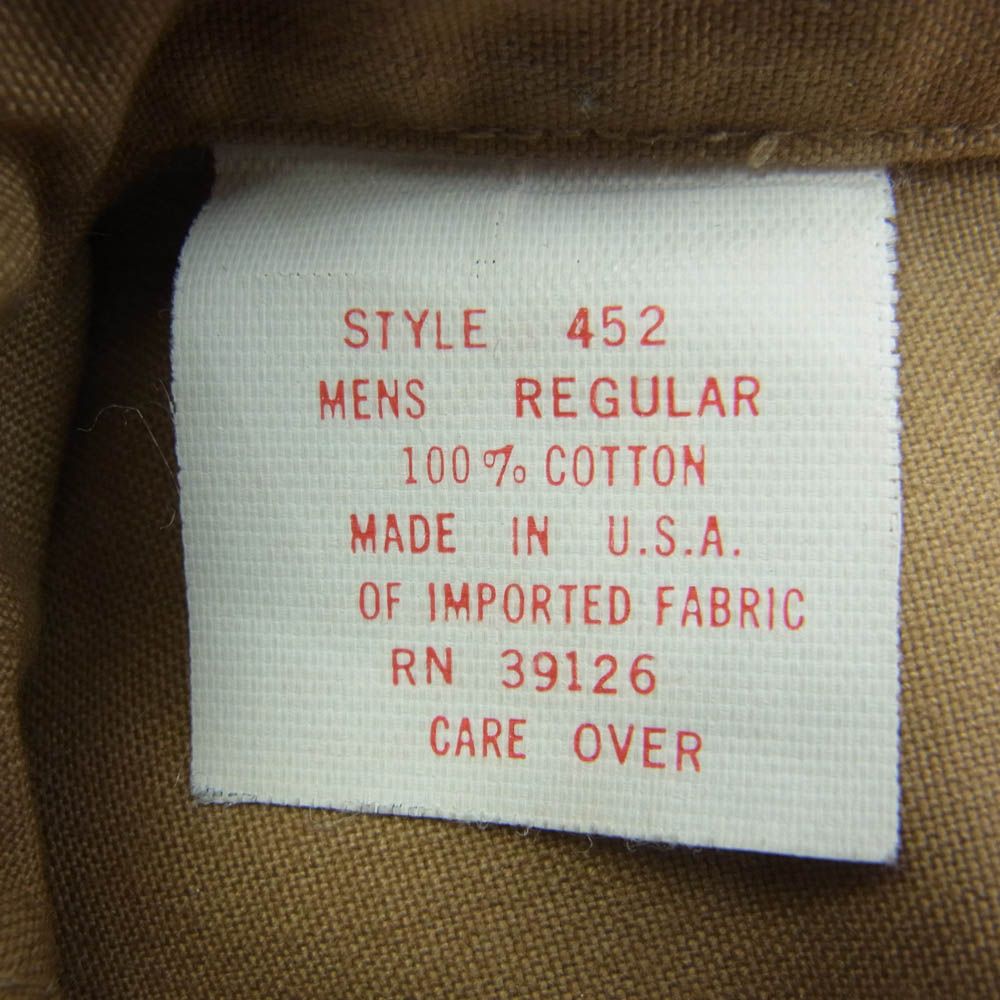 STYLE 452
MENS REGULAR
100% COTTON
MADE IN U.S.A.
OF IMPORTED FABRIC
RN 39126
CARE OVER